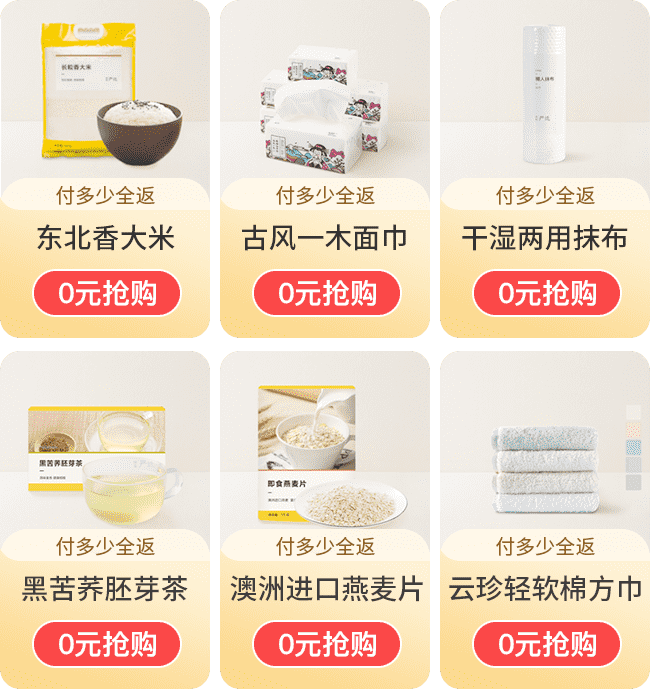 长粒香大米
懒人抹布
付多少全返
付多少全返
付多少全返
东北香大米
古风一木面巾
干湿两用抹布
0元抢购
0元抢购
0元抢购
黑苦荞胚芽茶
即食燕麦片
付多少全返
付多少全返
付多少全返
黑苦荞胚芽茶
澳洲进口燕麦片
云珍轻软棉方巾
0元抢购
0元抢购
0元抢购